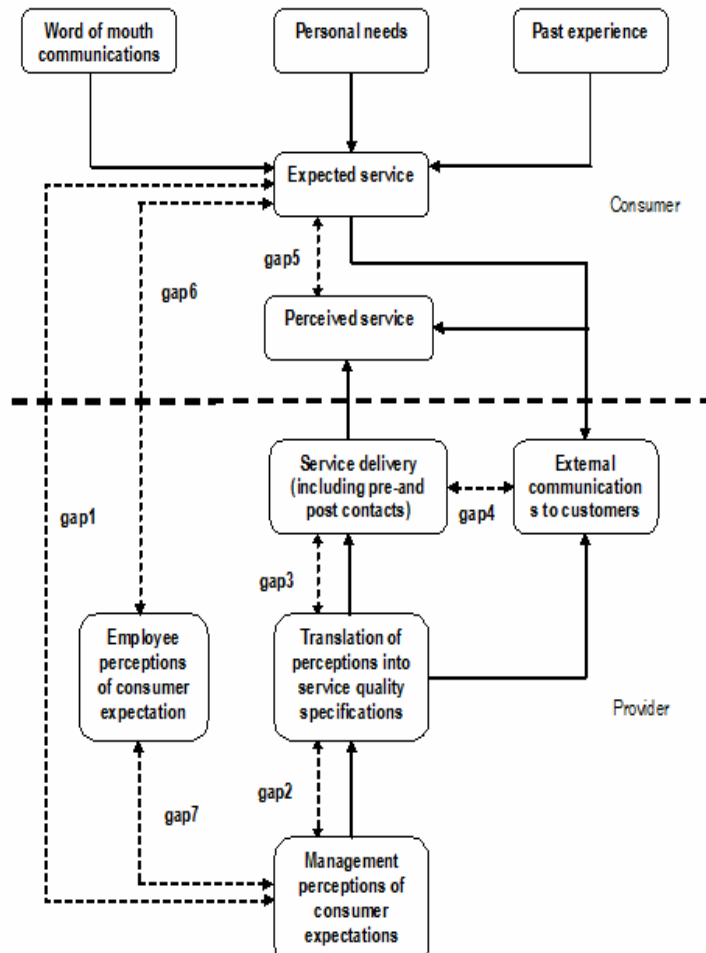 Word of mouth
communications
Personal needs
Past experience
Expected service
Consumer
gap5
gap6
Perceived service
Service delivery
(including pre-and
post contacts)
External
communication
s to customers
gap4
gap1
gap3
Employee
perceptions
of consumer
expectation
Translation of
perceptions into
service quality
specifications
Provider
gap2
gap7
Management
perceptions of
consumer
expectations